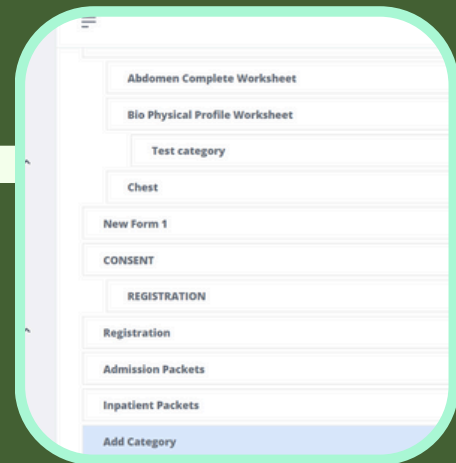 Abdomen Complete Worksheet
Bio Physical Profile Worksheet
Test category
Chest
New Form 1
CONSENT
REGISTRATION
Registration
Admission Packets
Inpatient Packets
Add Category